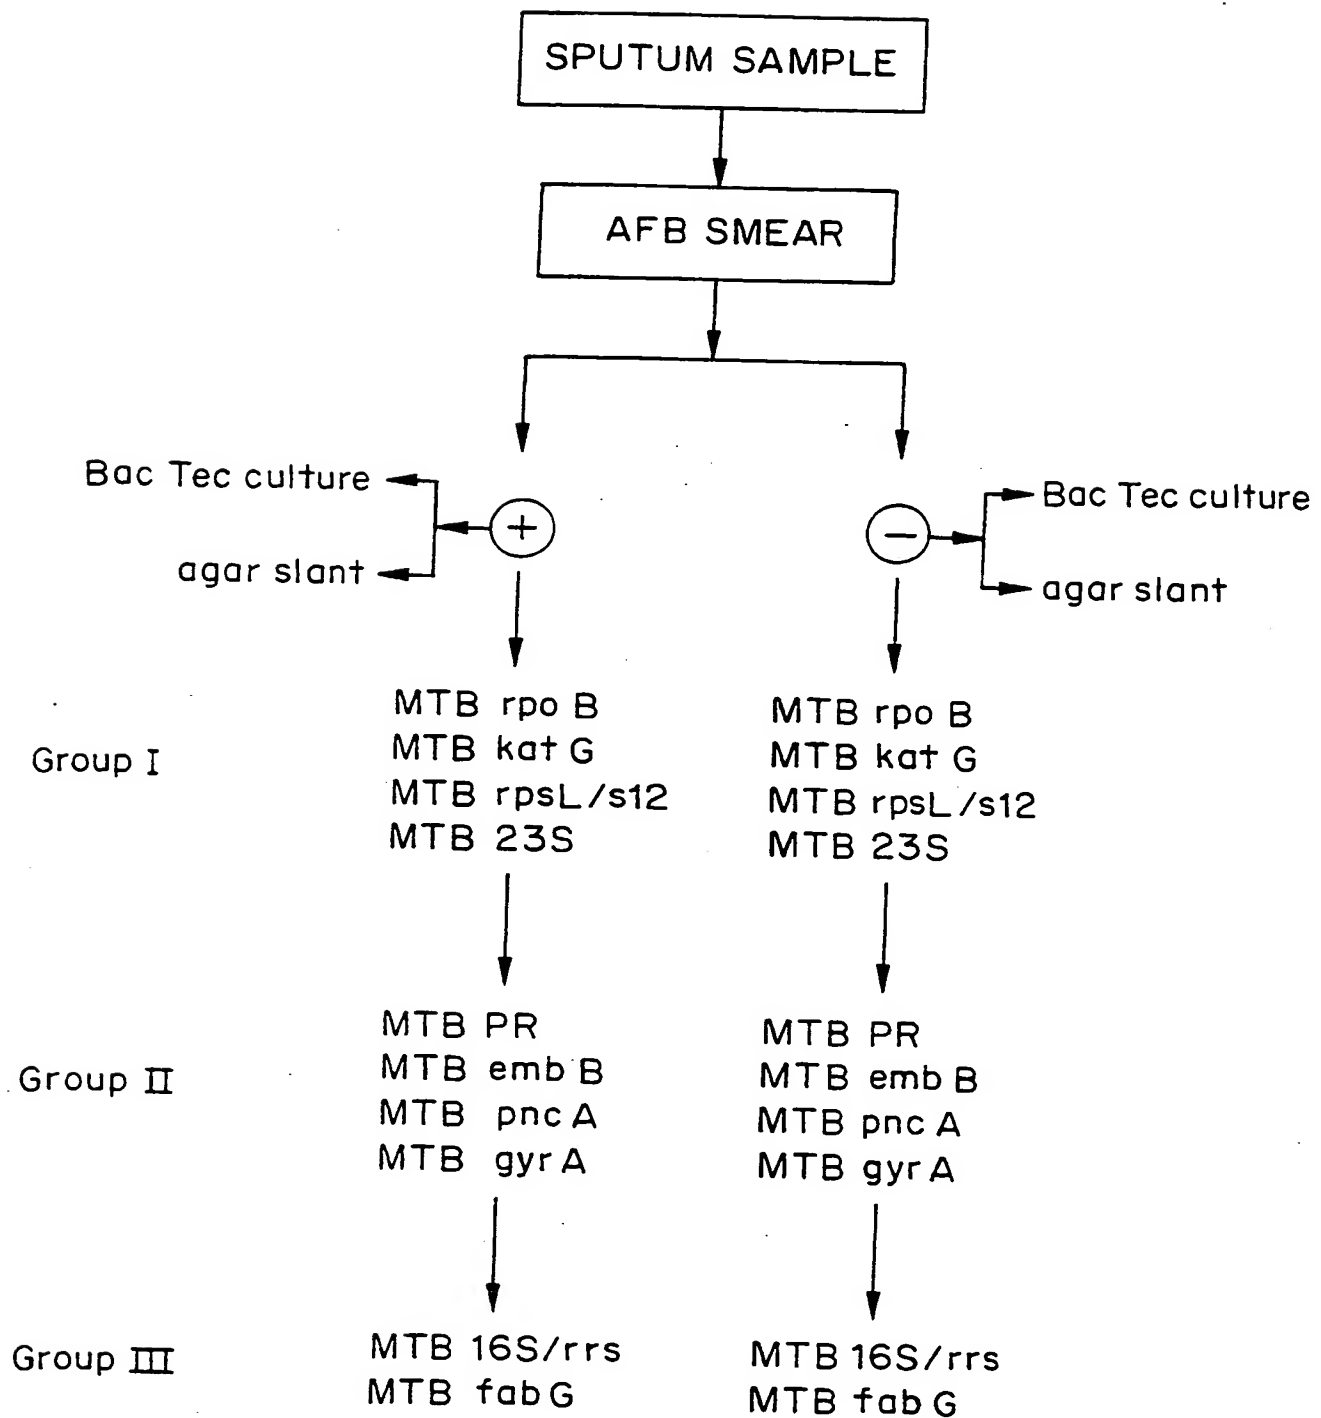 SPUTUM SAMPLE
AFB SMEAR
Bac Tec culture
+
agar slant
Bac Tec culture
−
agar slant
Group I
MTB rpo B
MTB kat G
MTB rpsL/s12
MTB 23S
MTB rpo B
MTB kat G
MTB rpsL/s12
MTB 23S
Group II
MTB PR
MTB emb B
MTB pnc A
MTB gyr A
MTB PR
MTB emb B
MTB pnc A
MTB gyr A
Group III
MTB 16S/rrs
MTB fab G
MTB 16S/rrs
MTB fab G